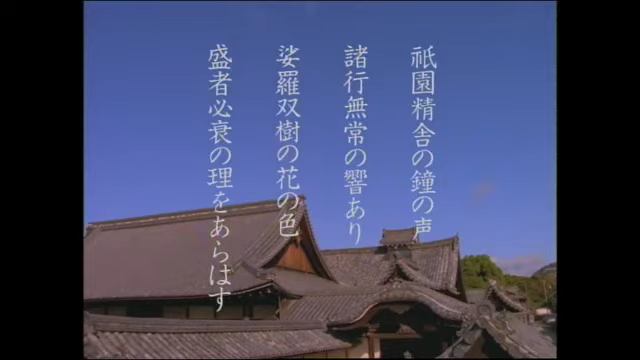 祇園精舎の鐘の声
諸行無常の響あり
娑羅双樹の花の色
盛者必衰の理をあらはす